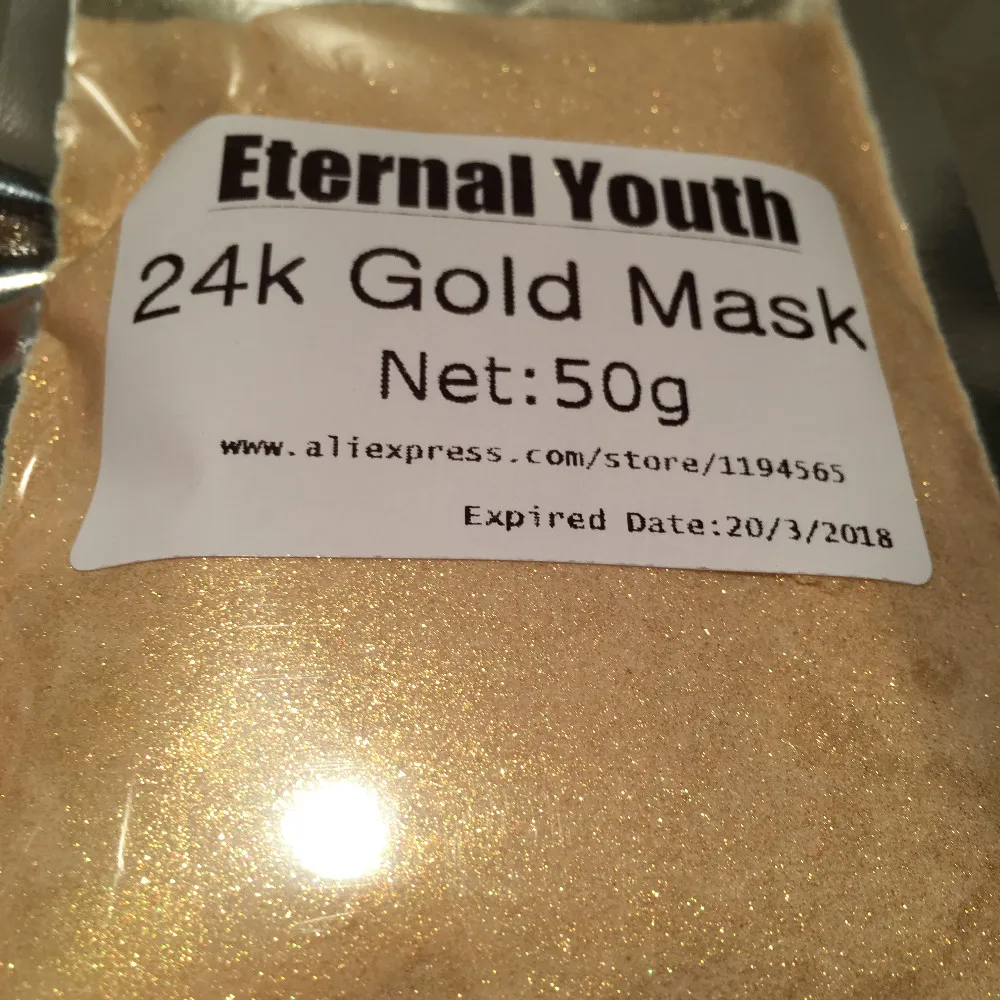 Eternal Youth
24k Gold Mask
Net:50g
www.aliexpress.com/store/1194565
Expired Date:20/3/2018